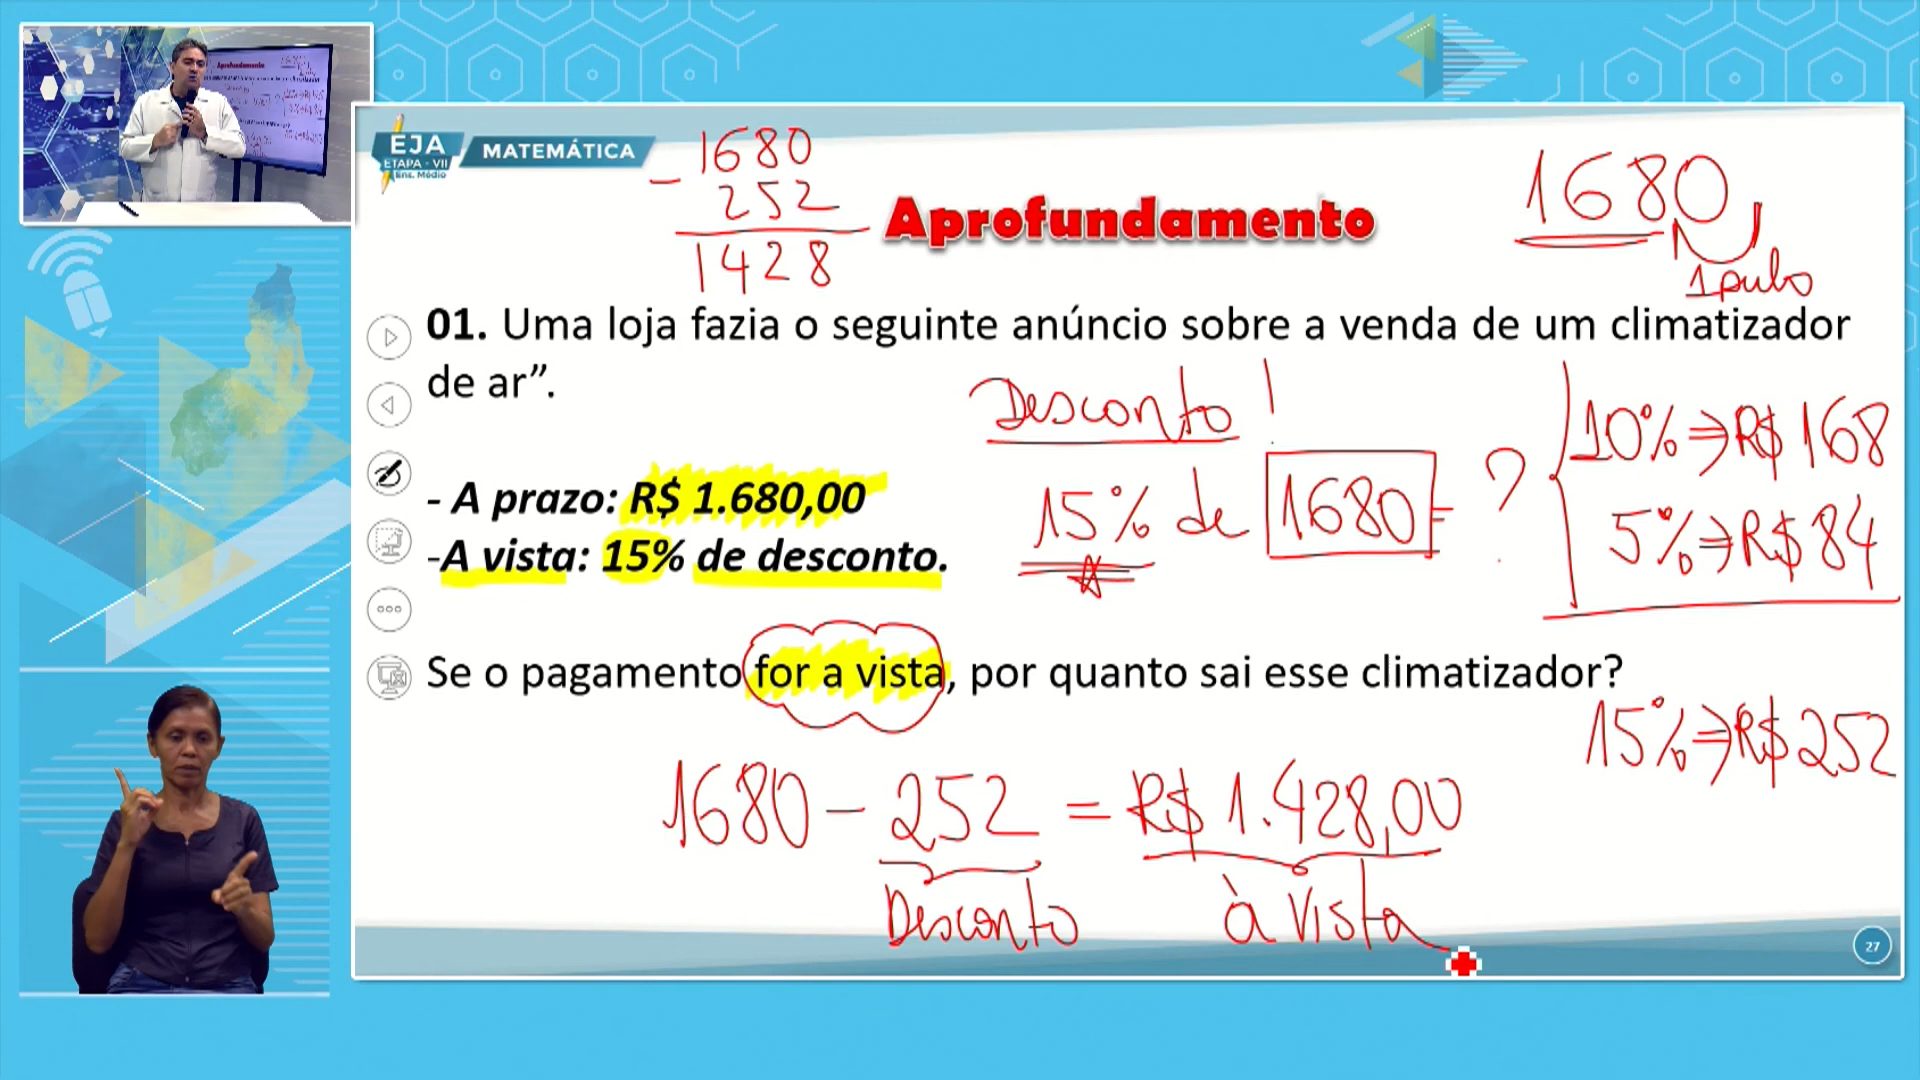 EJA
ETAPA - VII
Ens. Médio
MATEMÁTICA
- 1680
252
1428
Aprofundamento
1680
1 pulo
01. Uma loja fazia o seguinte anúncio sobre a venda de um climatizador
de ar”.
Desconto !
- A prazo: R$ 1.680,00
-A vista: 15% de desconto.
15% de 1680 = ?
10% ⇒ R$ 168
5% ⇒ R$ 84
Se o pagamento for a vista, por quanto sai esse climatizador?
15% ⇒ R$ 252
1680 - 252 = R$ 1.428,00
Desconto
à vista
27
Aprofundamento